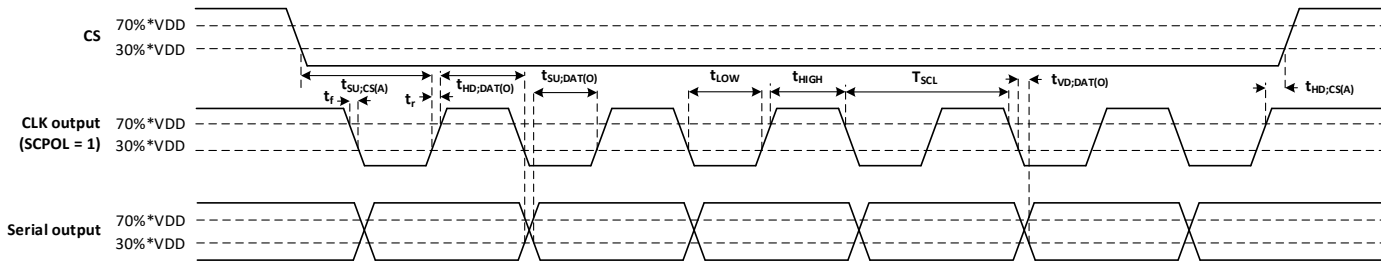 70%*VDD
CS
30%*VDD
tSU;CS(A)
tHD;DAT(O)
tSU;DAT(O)
tLOW
tHIGH
TSCL
tVD;DAT(O)
tf
tr
tHD;CS(A)
CLK output
70%*VDD
(SCPOL = 1)
30%*VDD
70%*VDD
Serial output
30%*VDD